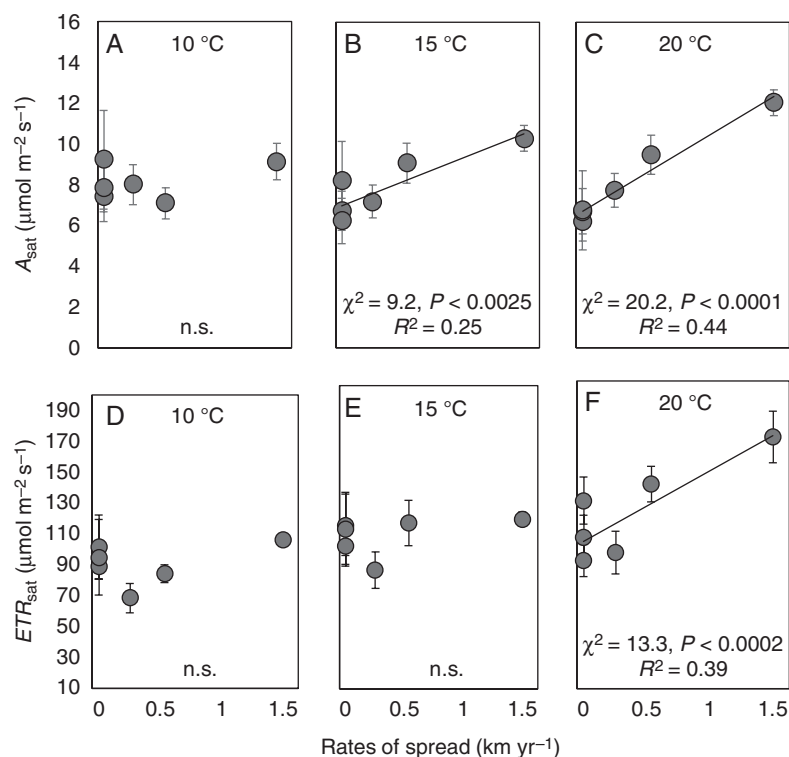 A 10 °C
B 15 °C
C 20 °C
16
14
12
10
8
6
4
2
0
A_sat (µmol m⁻² s⁻¹)
n.s.
χ² = 9.2, P < 0.0025
R² = 0.25
χ² = 20.2, P < 0.0001
R² = 0.44
D 10 °C
E 15 °C
F 20 °C
190
170
150
130
110
90
70
50
30
10
ETR_sat (µmol m⁻² s⁻¹)
n.s.
n.s.
χ² = 13.3, P < 0.0002
R² = 0.39
0 0.5 1 1.5
0 0.5 1 1.5
0 0.5 1 1.5
Rates of spread (km yr⁻¹)